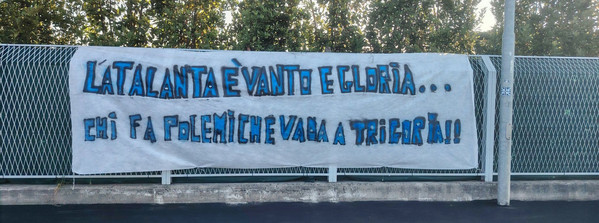 L'ATALANTA È VANTO E GLORIA...
CHI FA POLEMICHE VADA A TRIGORIA!!